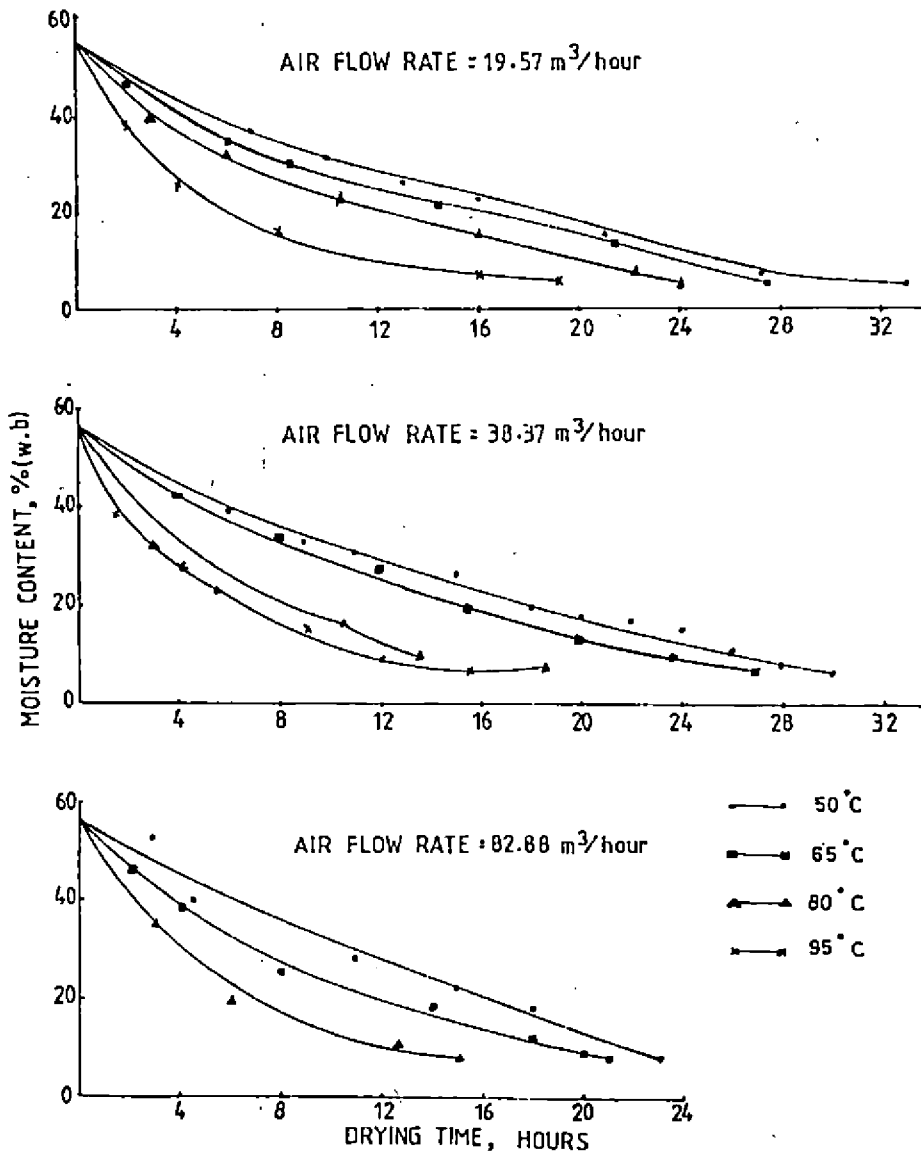 60
AIR FLOW RATE = 19.57 m³/hour
40
20
0
4 8 12 16 20 24 28 32
60
AIR FLOW RATE = 38.37 m³/hour
40
20
0
4 8 12 16 20 24 28 32
MOISTURE CONTENT, %(w.b)
60
AIR FLOW RATE = 82.88 m³/hour
40
20
0
4 8 12 16 20 24
DRYING TIME, HOURS
50°C
65°C
80°C
95°C